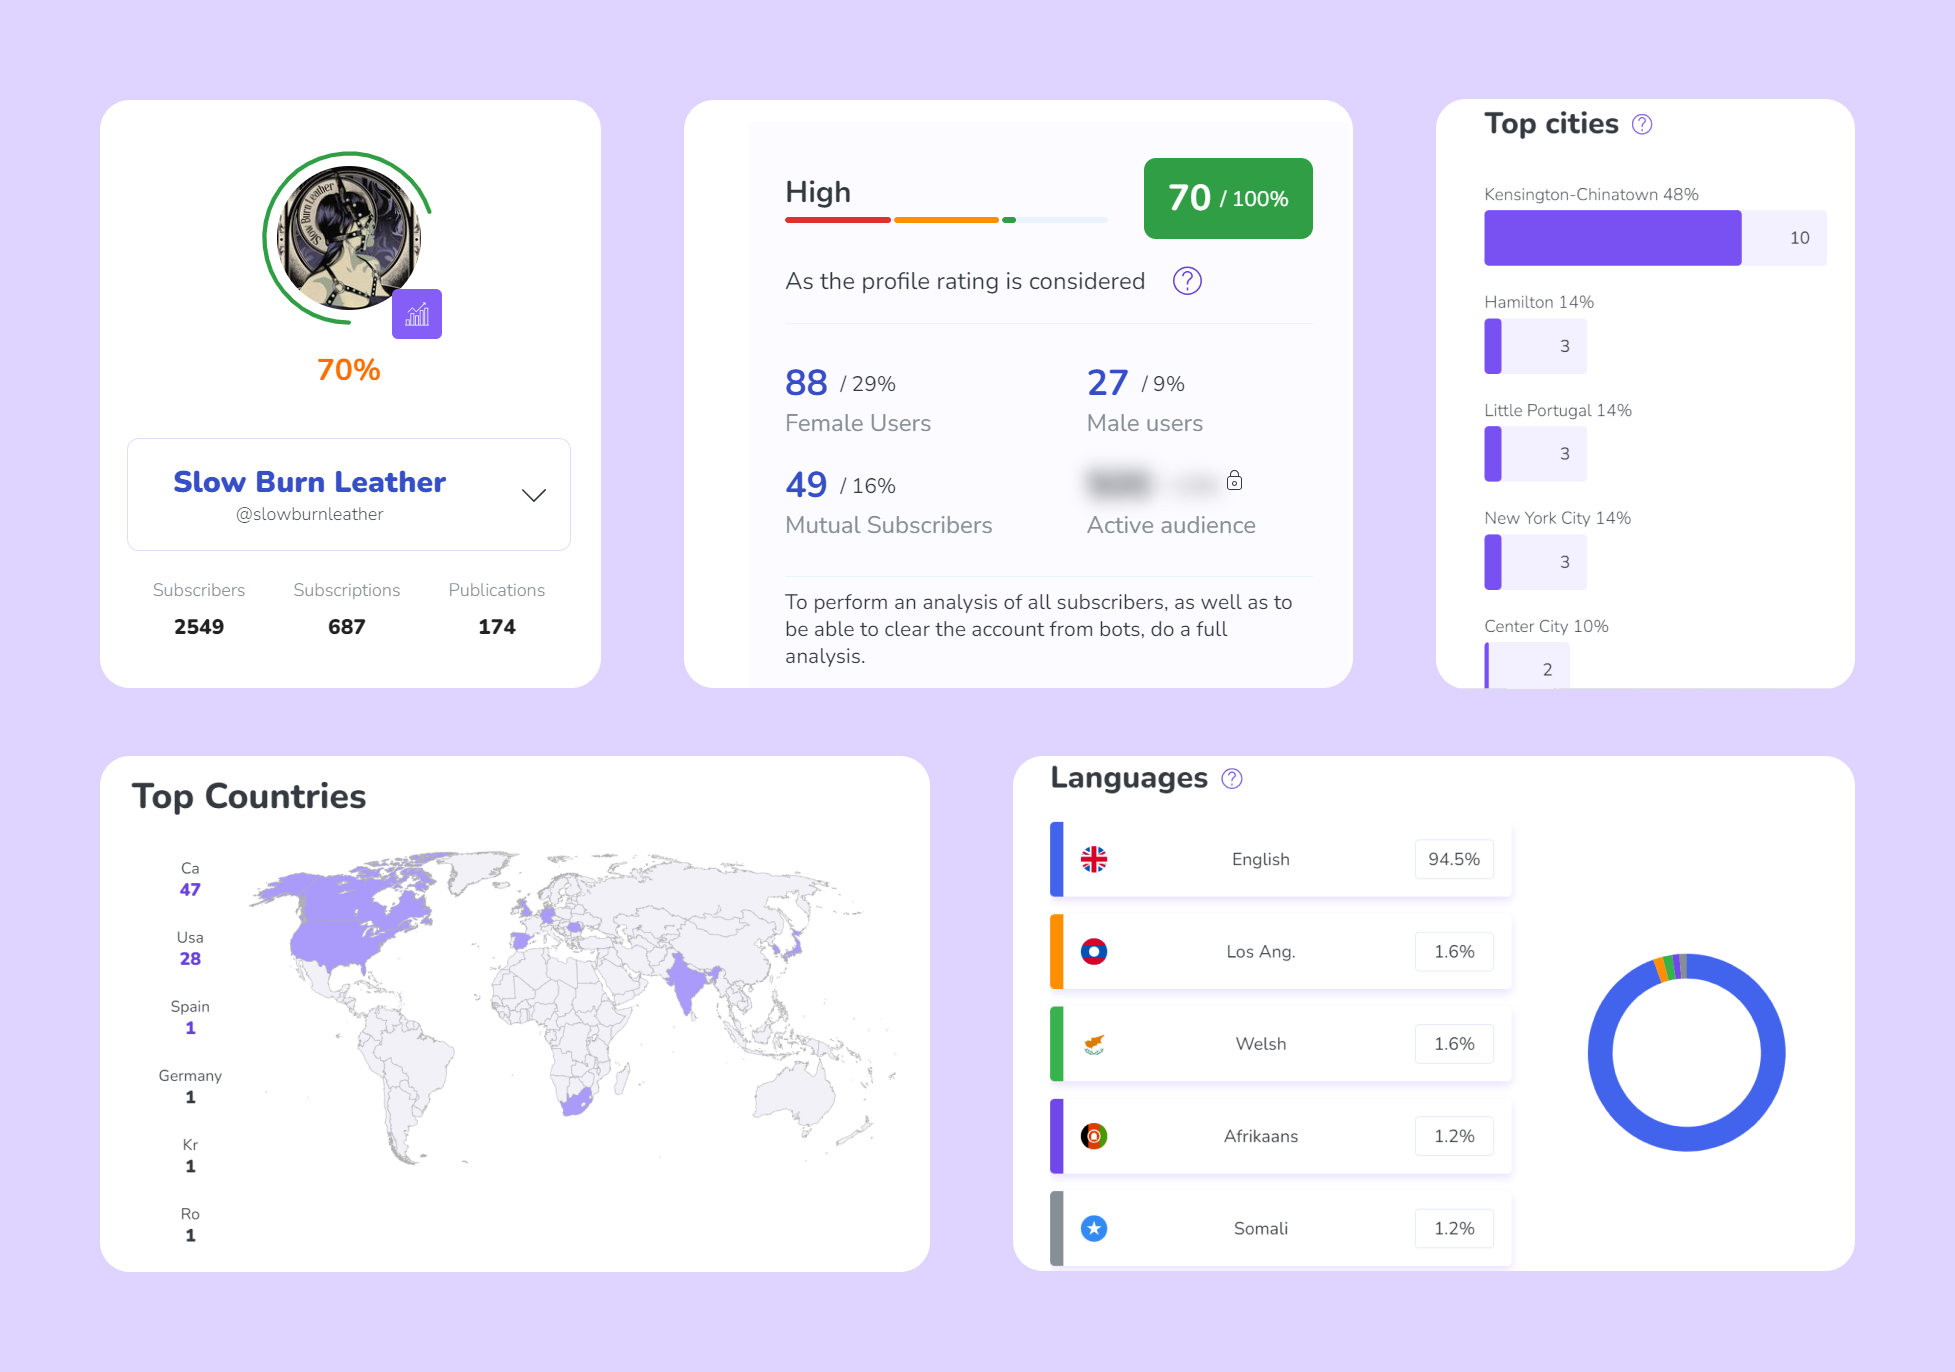 Slow Burn Leather
70%
Slow Burn Leather
@slowburnleather
Subscribers
2549
Subscriptions
687
Publications
174
High
70 / 100%
As the profile rating is considered ?
88 / 29%
Female Users
27 / 9%
Male users
49 / 16%
Mutual Subscribers
Active audience
To perform an analysis of all subscribers, as well as to
be able to clear the account from bots, do a full
analysis.
Top cities ?
Kensington-Chinatown 48%
10
Hamilton 14%
3
Little Portugal 14%
3
New York City 14%
3
Center City 10%
2
Top Countries
Ca
47
Usa
28
Spain
1
Germany
1
Kr
1
Ro
1
Languages ?
English 94.5%
Los Ang. 1.6%
Welsh 1.6%
Afrikaans 1.2%
Somali 1.2%